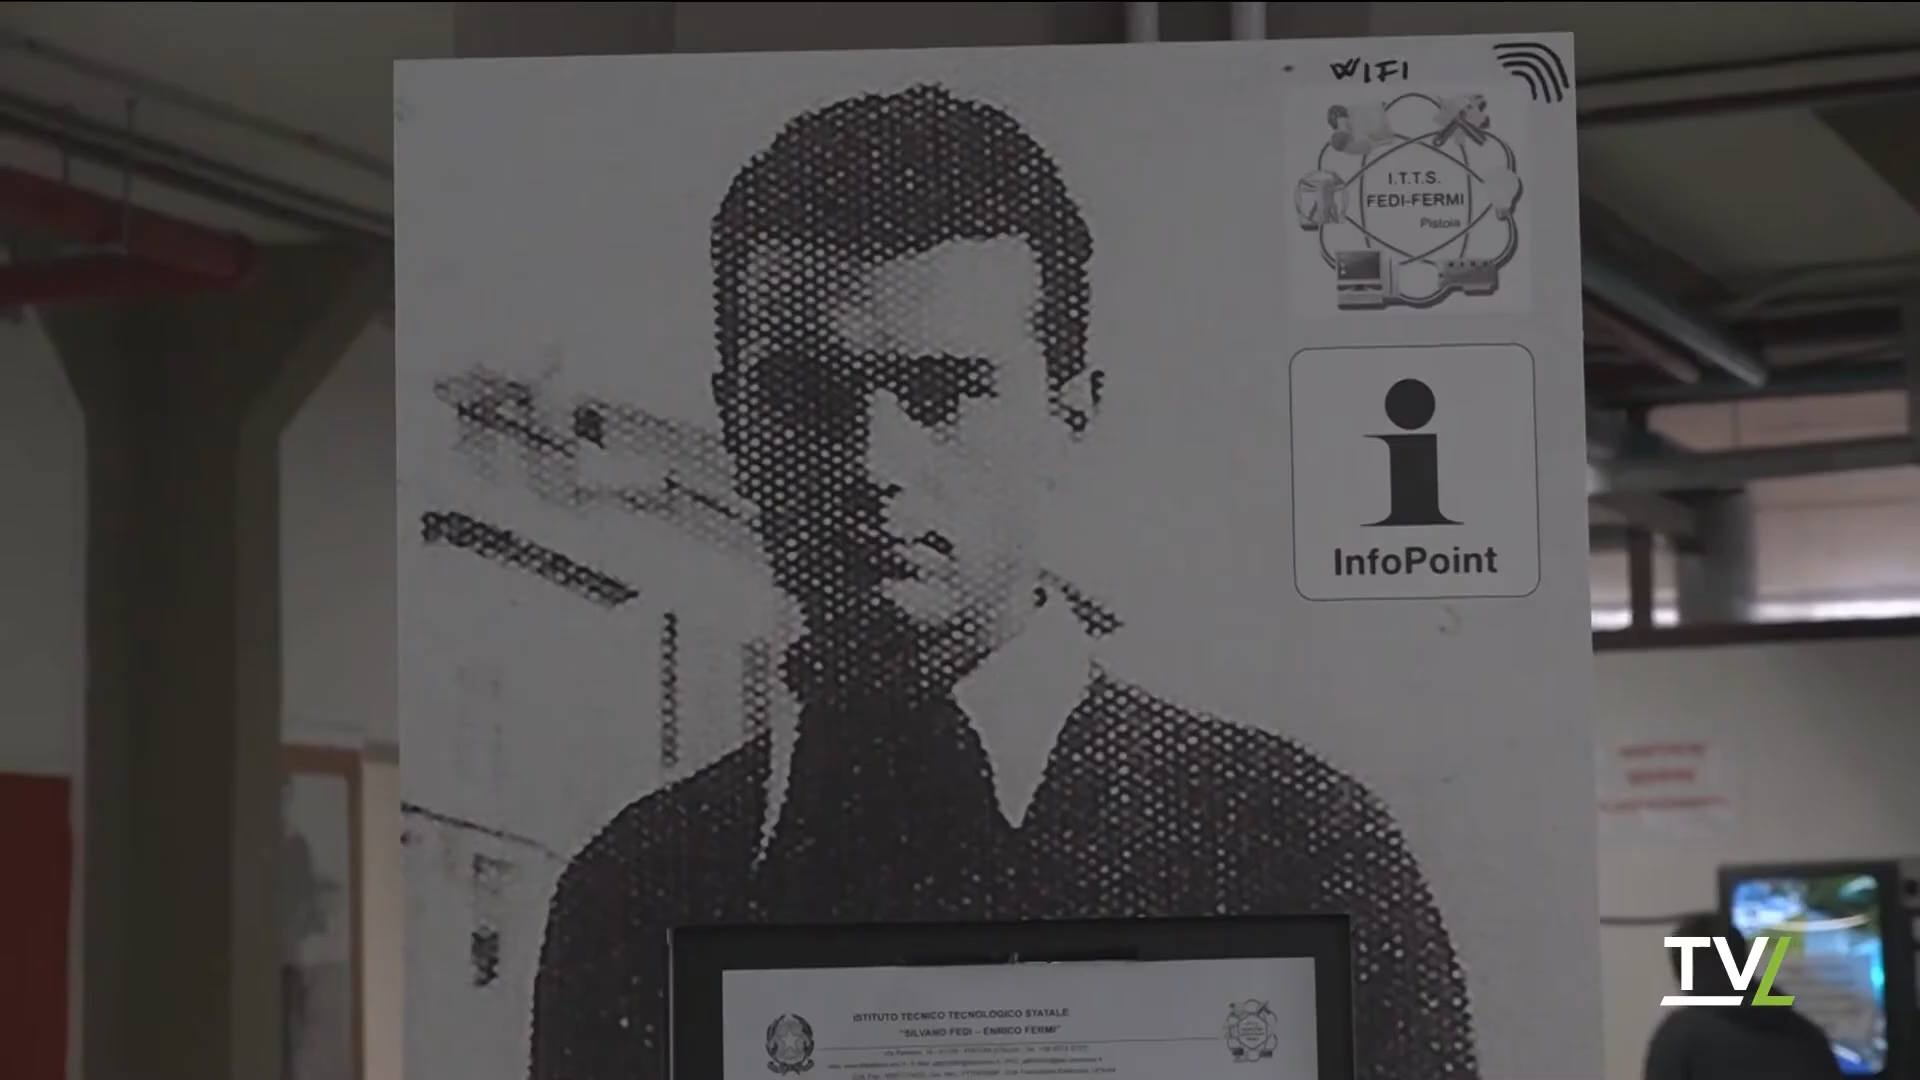 WIFI
I.T.T.S.
FEDI-FERMI
Pistoia
InfoPoint
ISTITUTO TECNICO TECNOLOGICO STATALE
"SILVANO FEDI – ENRICO FERMI"
TVL